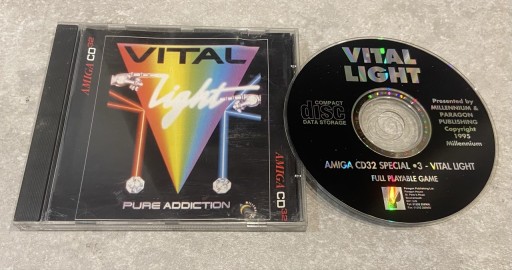 AMIGA CD32
VITAL
Light
PURE ADDICTION
AMIGA CD32
VITAL
LIGHT
COMPACT
disc
DATA STORAGE
Presented by
MILLENNIUM &
PARAGON
PUBLISHING
Copyright
1995
Millennium
AMIGA CD32 SPECIAL •3 - VITAL LIGHT
FULL PLAYABLE GAME